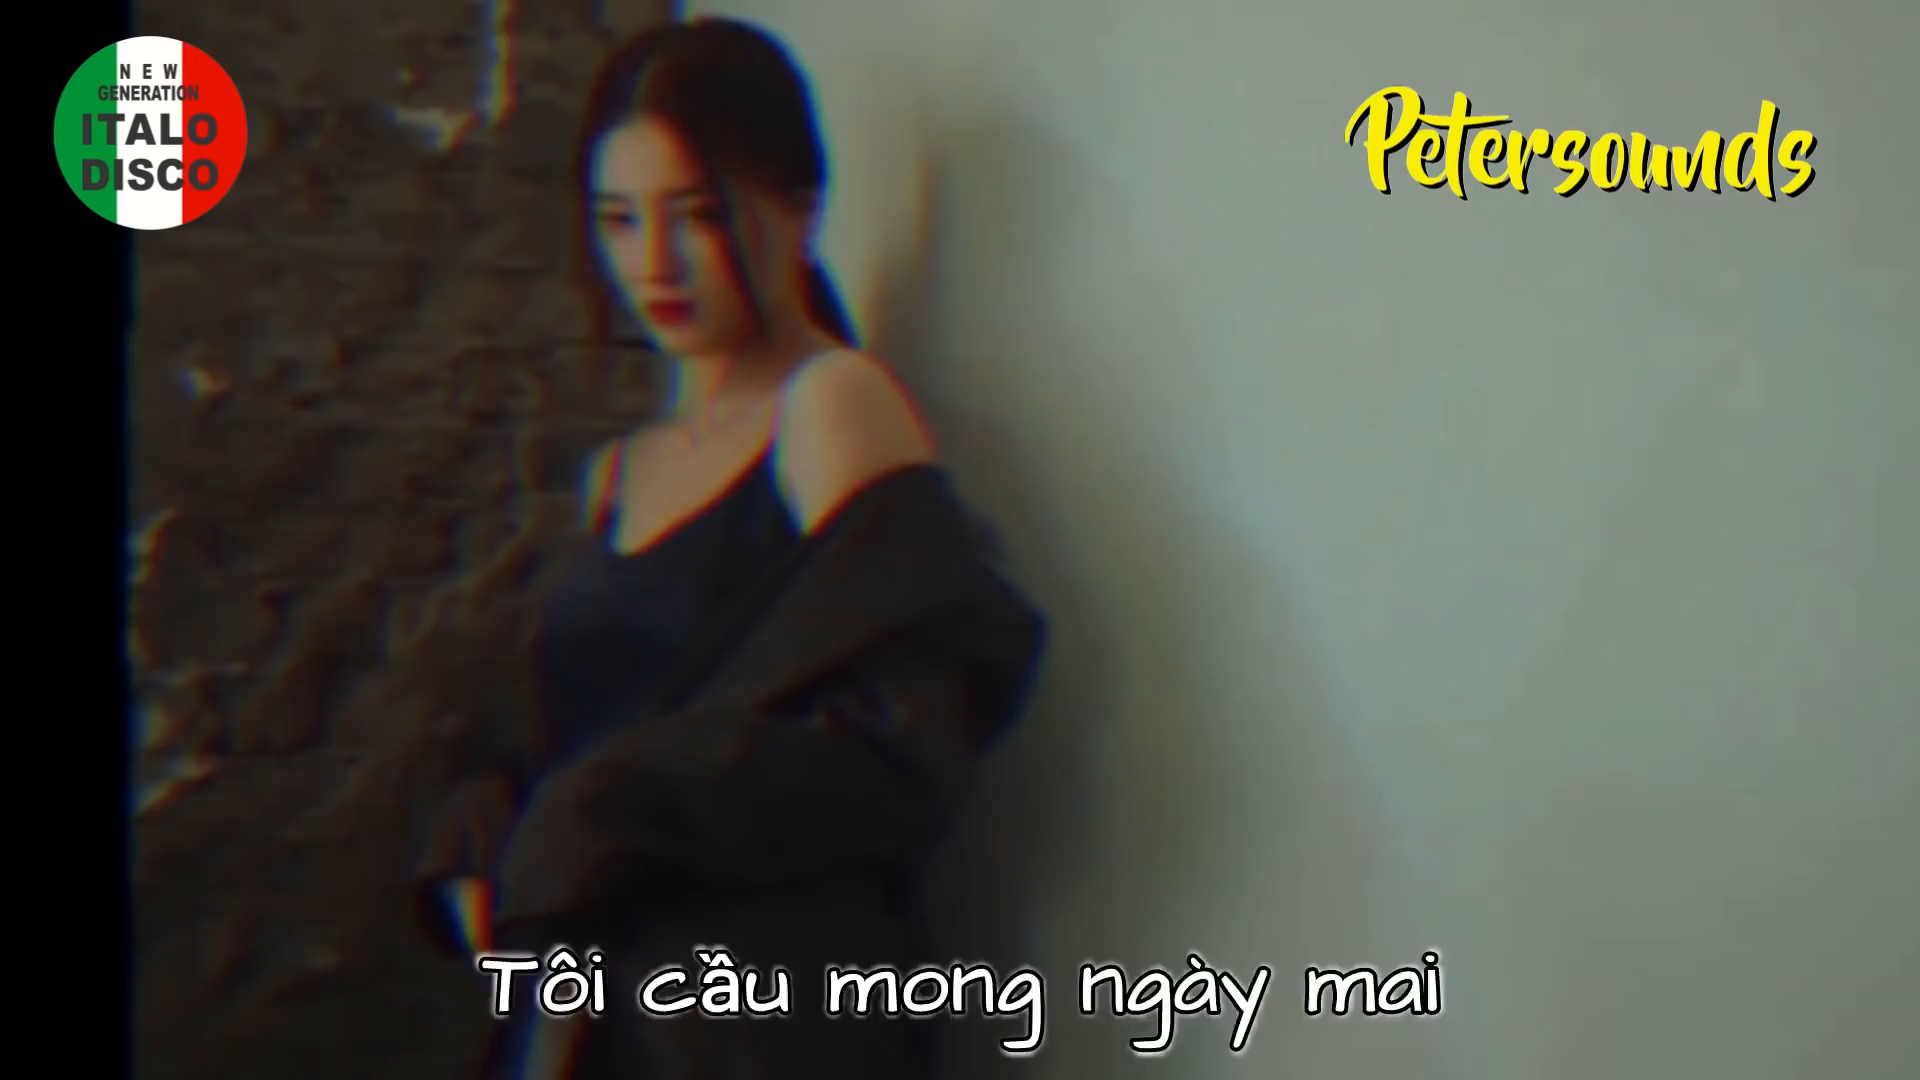 NEW
GENERATION
ITALO
DISCO
Petersounds
Tôi cầu mong ngày mai